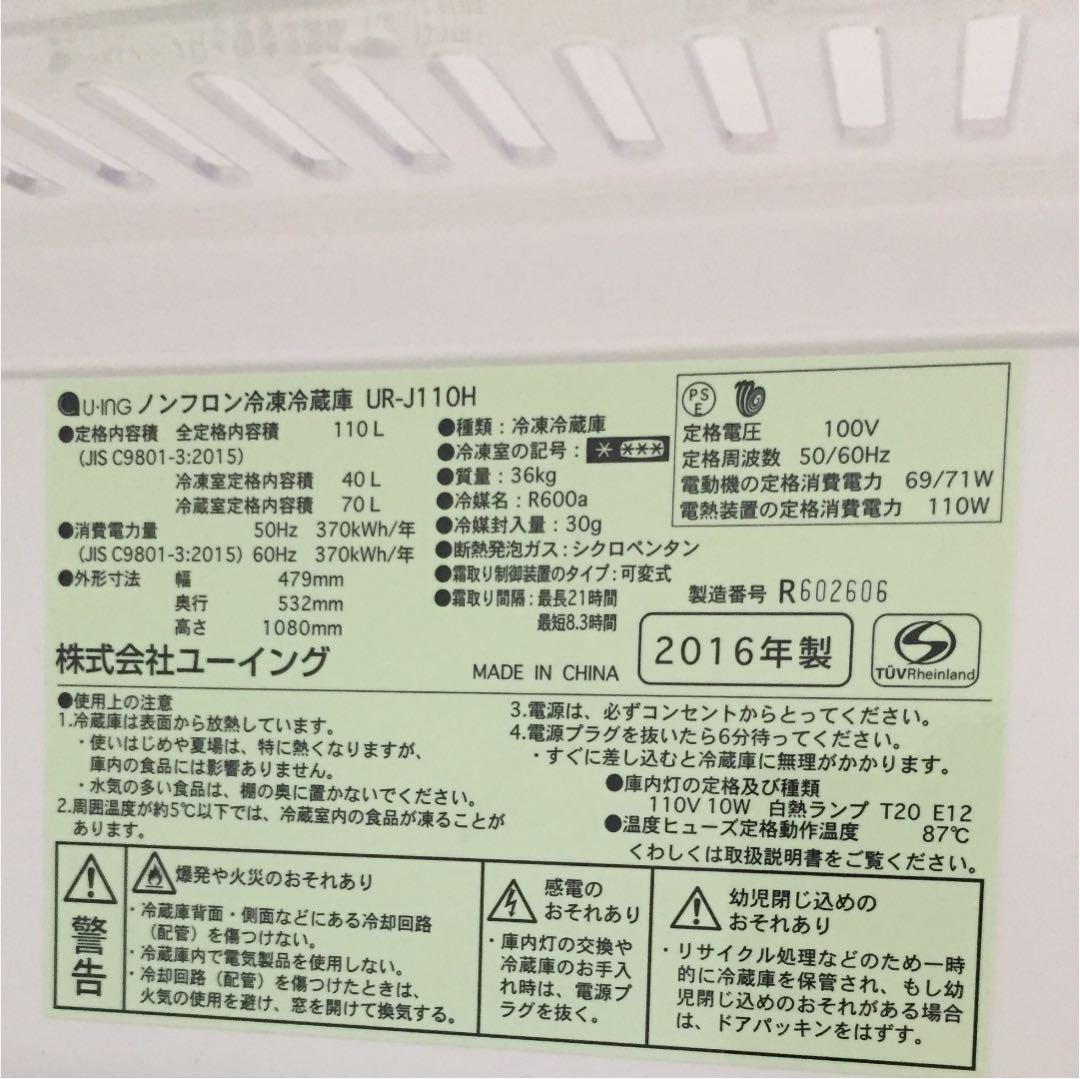 U-ING ノンフロン冷凍冷蔵庫 UR-J110H
●定格内容積 全定格内容積 110L
(JIS C9801-3:2015)
冷凍室定格内容積 40L
冷蔵室定格内容積 70L
●消費電力量 50Hz 370kWh/年
(JIS C9801-3:2015) 60Hz 370kWh/年
●外形寸法 幅 479mm
奥行 532mm
高さ 1080mm
株式会社ユーイング
●種類：冷凍冷蔵庫
●冷凍室の記号：* ***
●質量：36kg
●冷媒名：R600a
●冷媒封入量：30g
●断熱発泡ガス：シクロペンタン
●霜取り制御装置のタイプ：可変式
●霜取り間隔：最長21時間
最短8.3時間
MADE IN CHINA
PSE
定格電圧 100V
定格周波数 50/60Hz
電動機の定格消費電力 69/71W
電熱装置の定格消費電力 110W
製造番号 R602606
2016年製
TÜVRheinland
●使用上の注意
1.冷蔵庫は表面から放熱しています。
・使いはじめや夏場は、特に熱くなりますが、
庫内の食品には影響ありません。
・水気の多い食品は、棚の奥に置かないでください。
2.周囲温度が約5℃以下では、冷蔵室内の食品が凍ることが
あります。
3.電源は、必ずコンセントからとってください。
4.電源プラグを抜いたら6分待ってください。
・すぐに差し込むと冷蔵庫に無理がかかります。
●庫内灯の定格及び種類
110V 10W 白熱ランプ T20 E12
●温度ヒューズ定格動作温度 87℃
くわしくは取扱説明書をご覧ください。
警告
爆発や火災のおそれあり
・冷蔵庫背面・側面などにある冷却回路
（配管）を傷つけない。
・冷蔵庫内で電気製品を使用しない。
・冷却回路（配管）を傷つけたときは、
火気の使用を避け、窓を開けて換気する。
感電の
おそれあり
・庫内灯の交換や
冷蔵庫のお手入
れ時は、電源プ
ラグを抜く。
幼児閉じ込めの
おそれあり
・リサイクル処理などのため一時
的に冷蔵庫を保管され、もし幼
児閉じ込めのおそれがある場合
は、ドアパッキンをはずす。